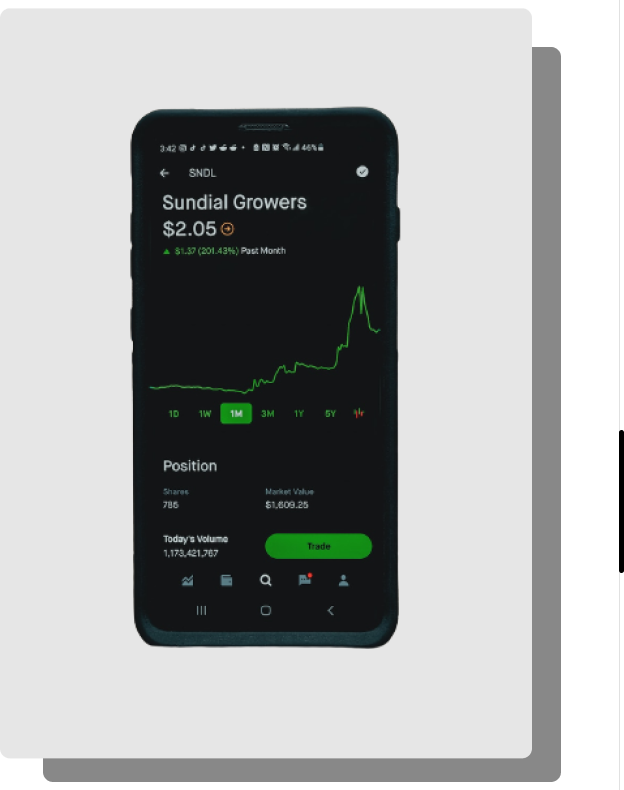 3:42 46%
SNDL
Sundial Growers
$2.05
▲ $1.37 (201.43%) Past Month
1D 1W 1M 3M 1Y 5Y
Position
Shares Market Value
785 $1,609.25
Today's Volume
1,173,421,767
Trade